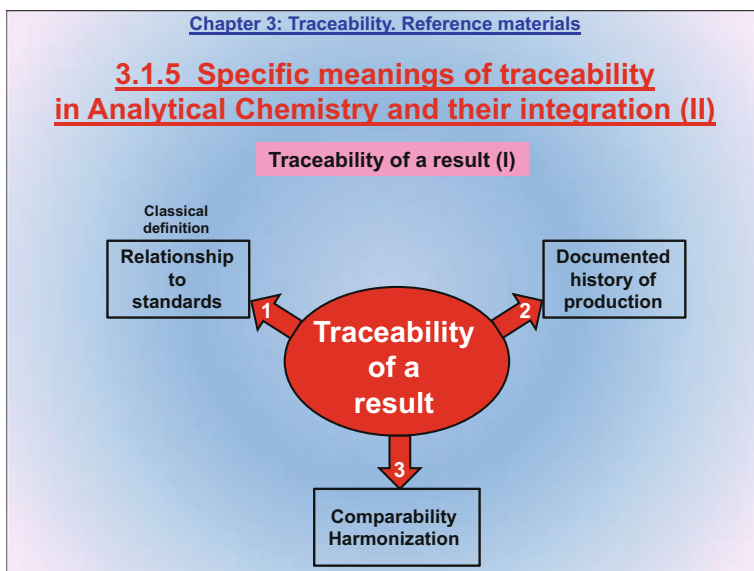 Chapter 3: Traceability. Reference materials
3.1.5 Specific meanings of traceability
in Analytical Chemistry and their integration (II)
Traceability of a result (I)
Classical
definition
Relationship
to
standards
1
Documented
history of
production
2
Traceability
of a
result
3
Comparability
Harmonization